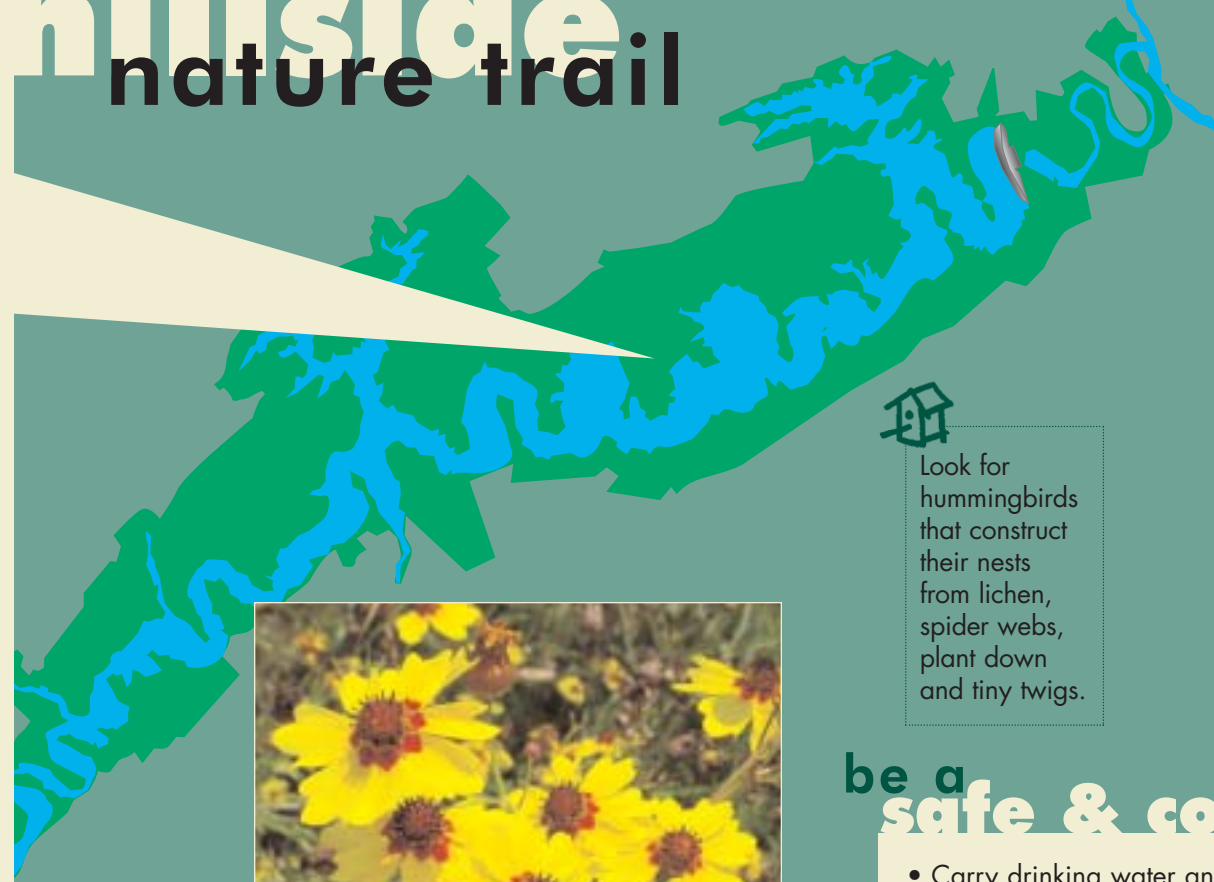 hillside
nature trail
Look for
hummingbirds
that construct
their nests
from lichen,
spider webs,
plant down
and tiny twigs.
be a
safe & co
• Carry drinking water an